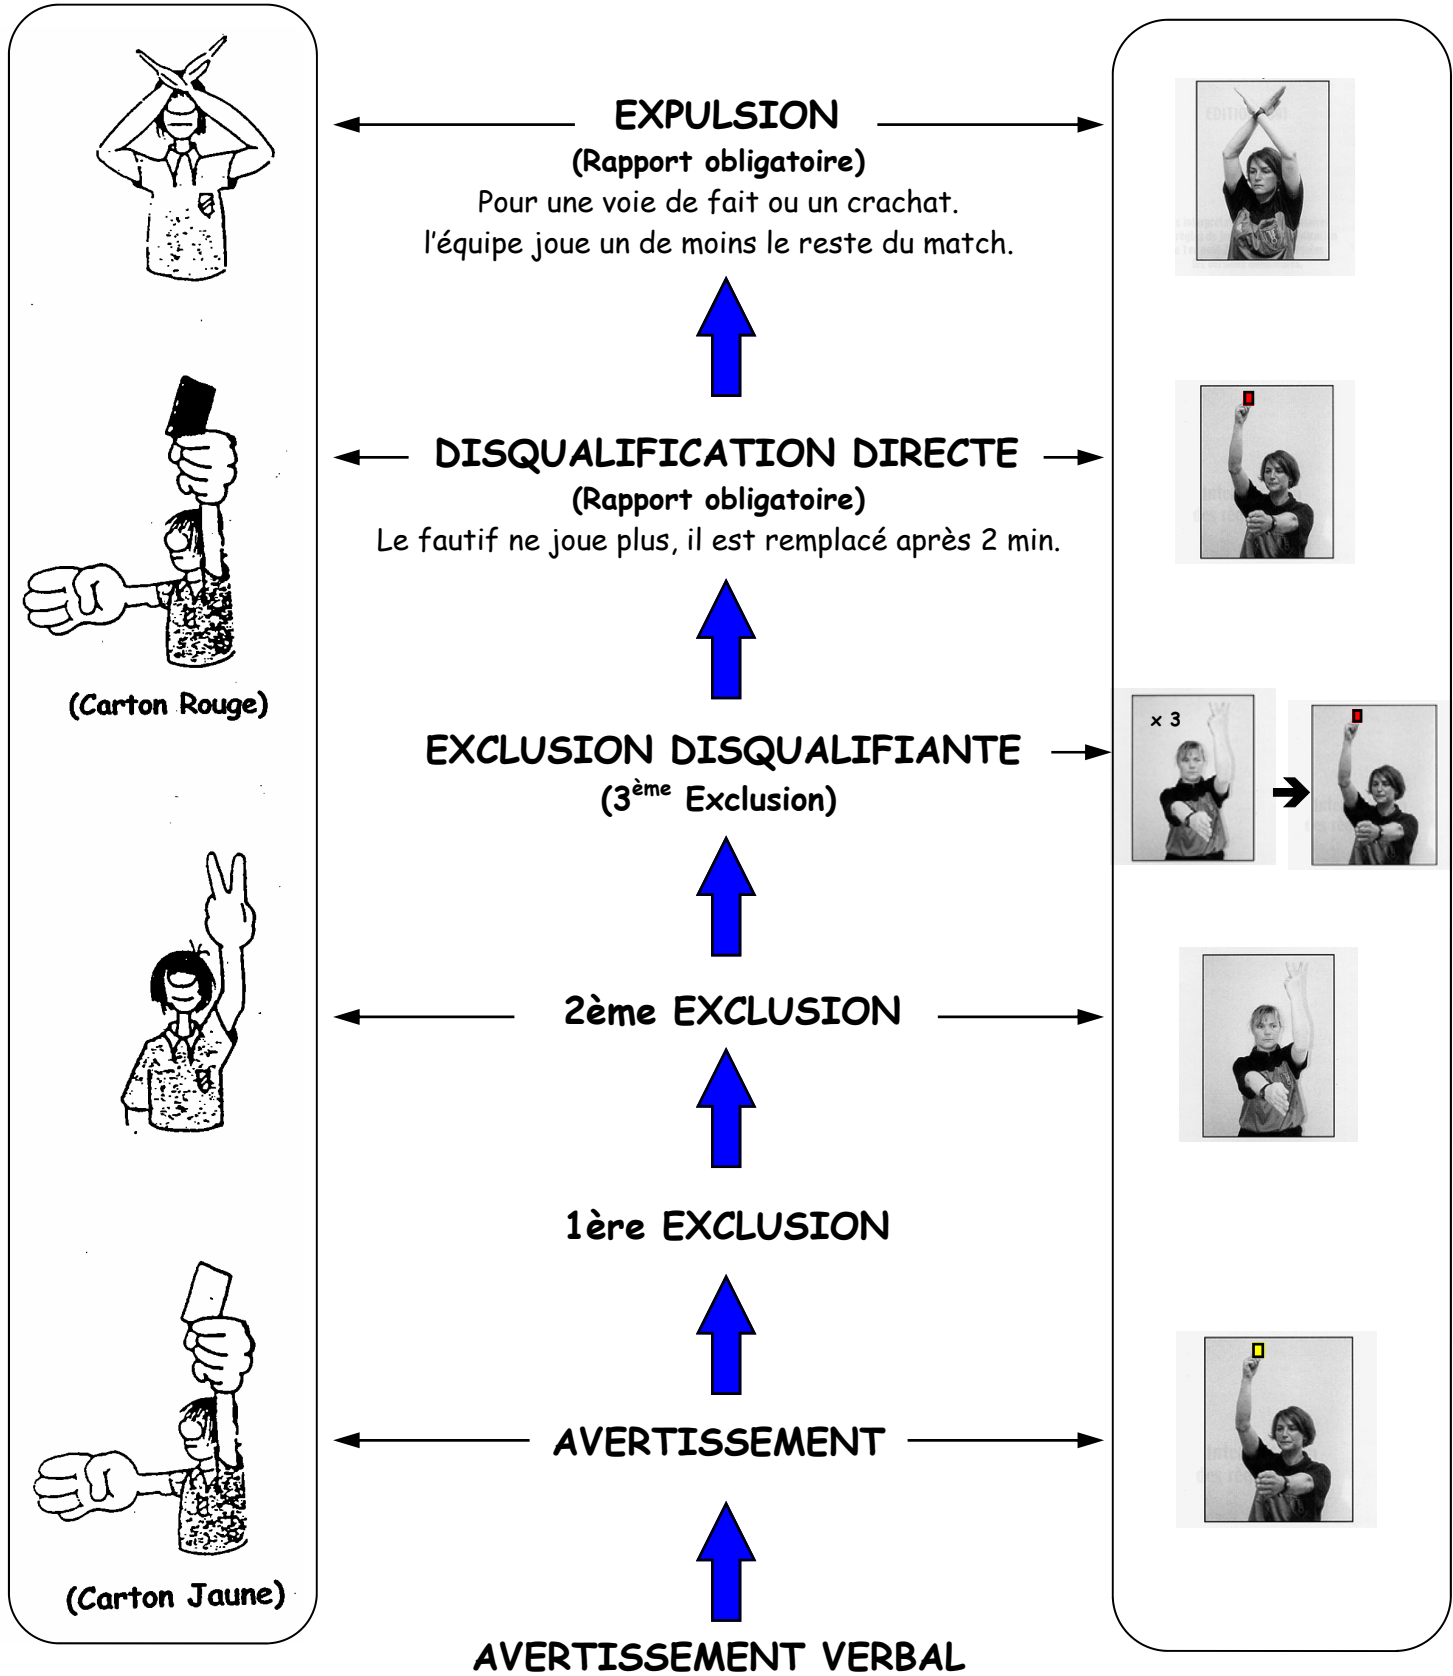 EXPULSION
(Rapport obligatoire)
Pour une voie de fait ou un crachat.
l'équipe joue un de moins le reste du match.
DISQUALIFICATION DIRECTE
(Rapport obligatoire)
Le fautif ne joue plus, il est remplacé après 2 min.
(Carton Rouge)
EXCLUSION DISQUALIFIANTE
(3ème Exclusion)
x 3
2ème EXCLUSION
1ère EXCLUSION
AVERTISSEMENT
(Carton Jaune)
AVERTISSEMENT VERBAL